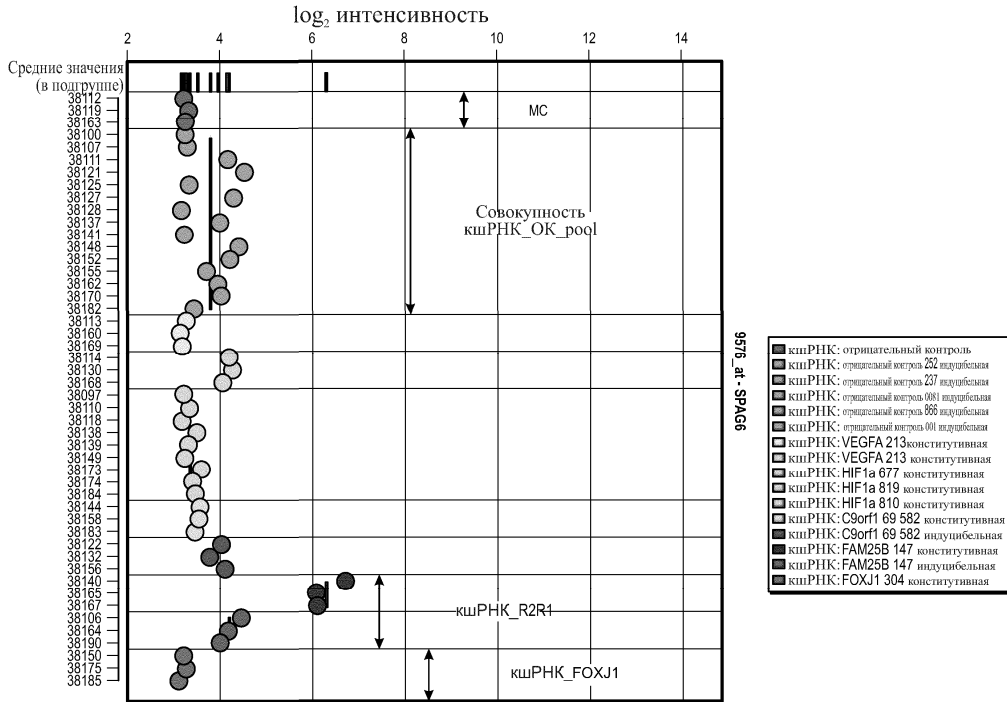 log₂ интенсивность
2 4 6 8 10 12 14
Средние значения
(в подгруппе)
38112
38119
38163
38100
38107
38111
38121
38125
38127
38128
38137
38141
38148
38152
38155
38162
38170
38182
38113
38160
38169
38114
38130
38168
38097
38110
38118
38138
38139
38149
38173
38174
38184
38144
38158
38183
38122
38132
38156
38140
38165
38167
38106
38164
38190
38150
38175
38185
МС
Совокупность
кшРНК_ОК_pool
кшРНК_R2R1
кшРНК_FOXJ1
9576_at - SPAG6
кшРНК: отрицательный контроль
кшРНК: отрицательный контроль 252 индуцибельная
кшРНК: отрицательный контроль 237 индуцибельная
кшРНК: отрицательный контроль 0081 индуцибельная
кшРНК: отрицательный контроль 866 индуцибельная
кшРНК: отрицательный контроль 001 индуцибельная
кшРНК: VEGFA 213конститутивная
кшРНК: VEGFA 213 конститутивная
кшРНК: HIF1a 677 конститутивная
кшРНК: HIF1a 819 конститутивная
кшРНК: HIF1a 810 конститутивная
кшРНК: C9orf1 69 582 конститутивная
кшРНК: C9orf1 69 582 индуцибельная
кшРНК: FAM25B 147 конститутивная
кшРНК: FAM25B 147 индуцибельная
кшРНК: FOXJ1 304 конститутивная